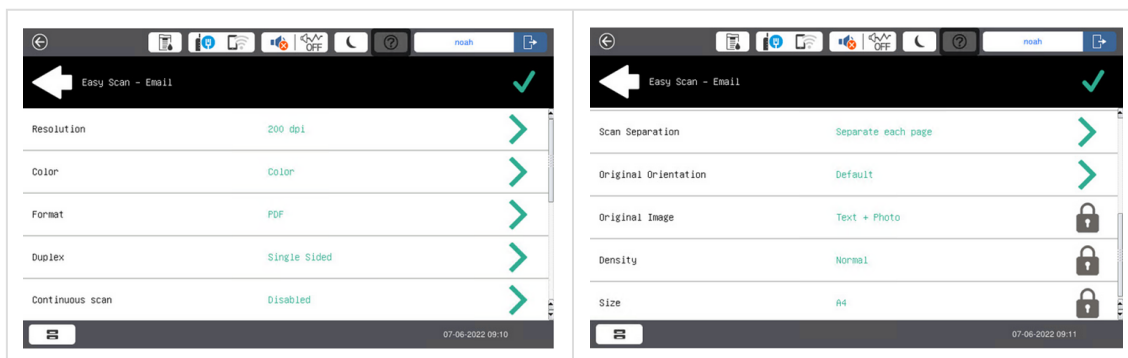 OFF
noah
Easy Scan - Email
Resolution 200 dpi
Color Color
Format PDF
Duplex Single Sided
Continuous scan Disabled
07-06-2022 09:10
OFF
noah
Easy Scan - Email
Scan Separation Separate each page
Original Orientation Default
Original Image Text + Photo
Density Normal
Size A4
07-06-2022 09:11